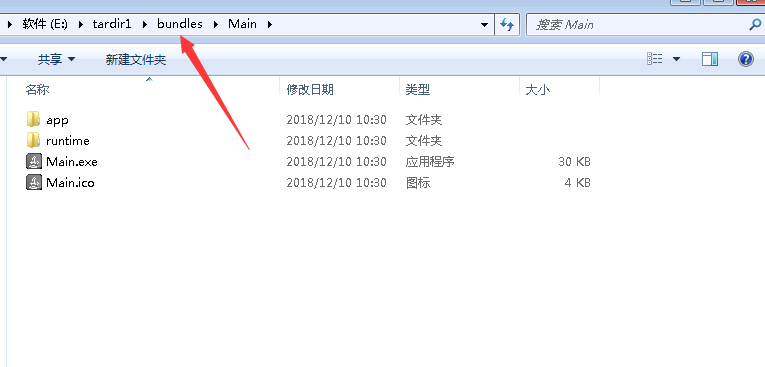 软件 (E:) tardir1 bundles Main 搜索 Main
共享 新建文件夹
名称 修改日期 类型 大小
app 2018/12/10 10:30 文件夹
runtime 2018/12/10 10:30 文件夹
Main.exe 2018/12/10 10:30 应用程序 30 KB
Main.ico 2018/12/10 10:30 图标 4 KB